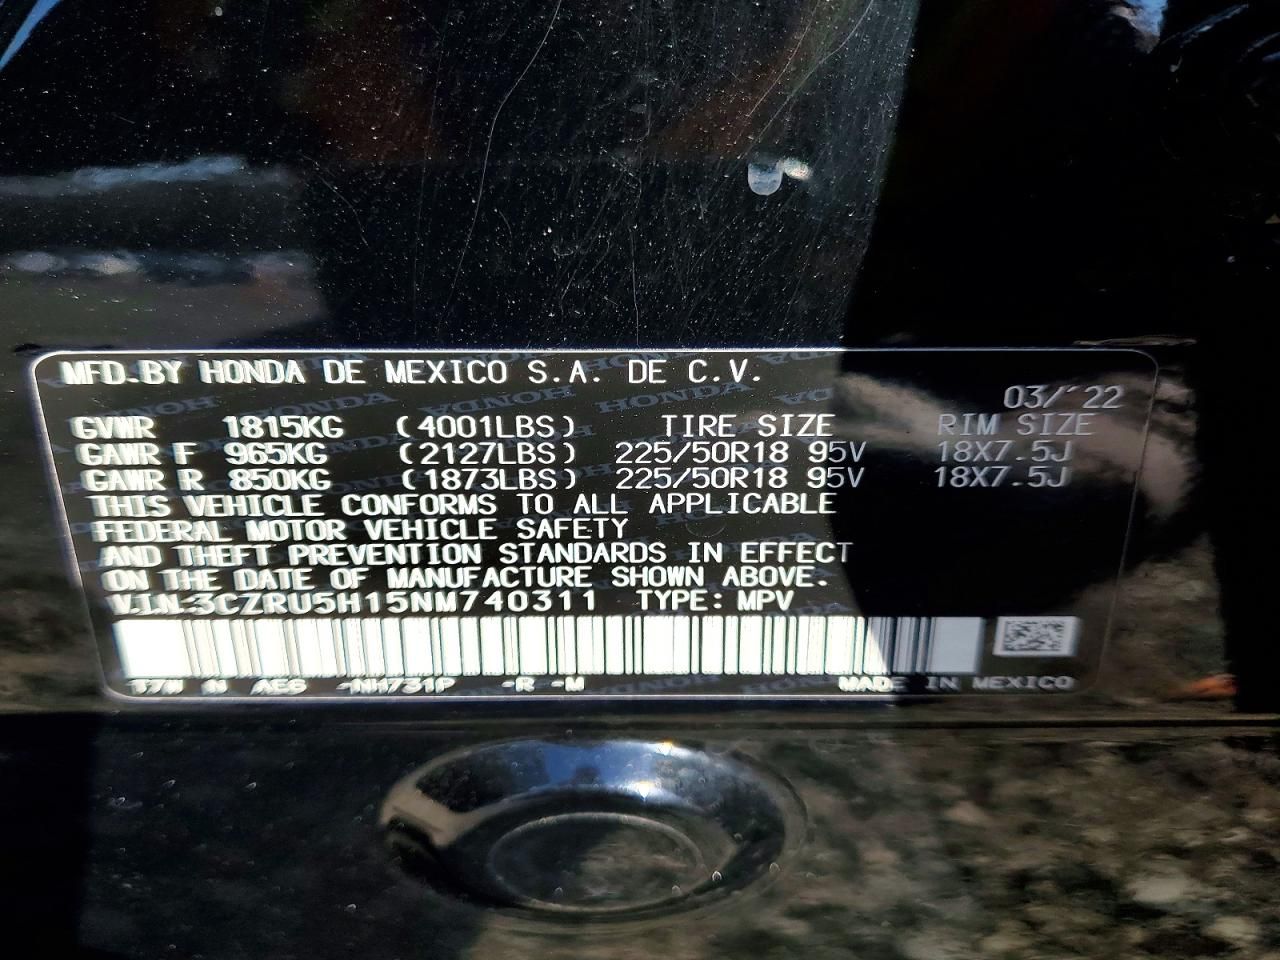 MFD. BY HONDA DE MEXICO S.A. DE C.V.
03/'22
GVWR 1815KG (4001LBS) TIRE SIZE RIM SIZE
GAWR F 965KG (2127LBS) 225/50R18 95V 18X7.5J
GAWR R 850KG (1873LBS) 225/50R18 95V 18X7.5J
THIS VEHICLE CONFORMS TO ALL APPLICABLE
FEDERAL MOTOR VEHICLE SAFETY
AND THEFT PREVENTION STANDARDS IN EFFECT
ON THE DATE OF MANUFACTURE SHOWN ABOVE.
V.I.N: 3CZRU5H15NM740311 TYPE: MPV
T7W N AE6 -NH731P -R -M MADE IN MEXICO